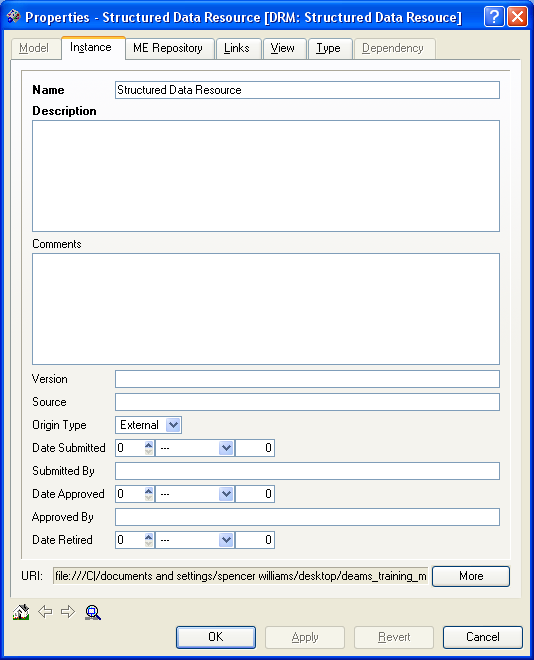 Properties - Structured Data Resource [DRM: Structured Data Resouce]
Model Instance ME Repository Links View Type Dependency
Name Structured Data Resource
Description
Comments
Version
Source
Origin Type External
Date Submitted 0 --- 0
Submitted By
Date Approved 0 --- 0
Approved By
Date Retired 0 --- 0
URI: file:///C|/documents and settings/spencer williams/desktop/deams_training_m More
OK Apply Revert Cancel